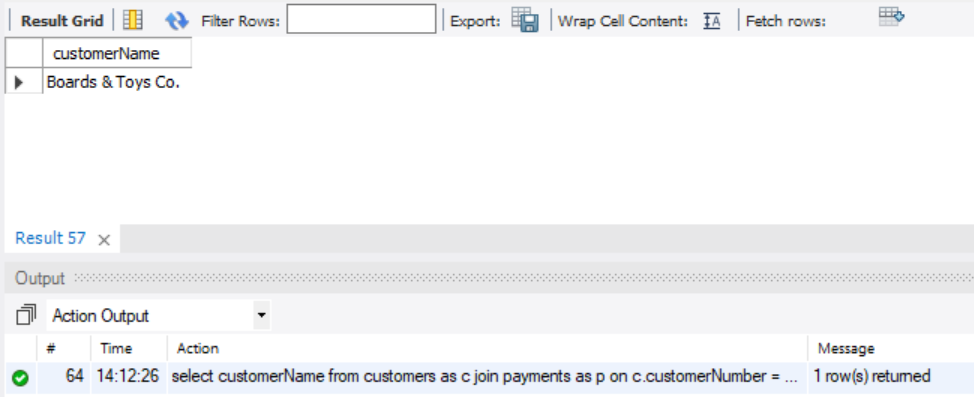 Result Grid Filter Rows: Export: Wrap Cell Content: IA Fetch rows:
customerName
Boards & Toys Co.
Result 57
Output
Action Output
# Time Action Message
64 14:12:26 select customerName from customers as c join payments as p on c.customerNumber = ... 1 row(s) returned